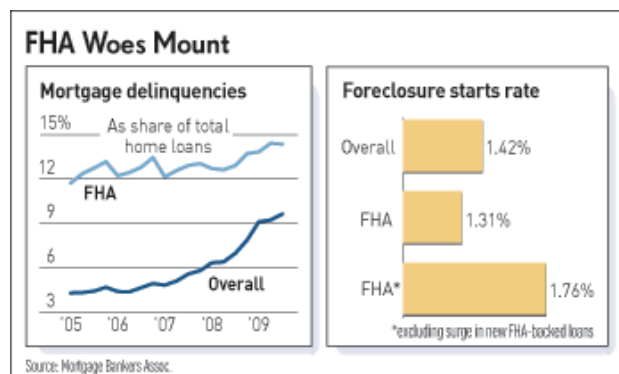 FHA Woes Mount
Mortgage delinquencies
15%
As share of total
home loans
12
FHA
9
6
Overall
3
'05
'06
'07
'08
'09
Foreclosure starts rate
Overall
1.42%
FHA
1.31%
FHA*
1.76%
*excluding surge in new FHA-backed loans
Source: Mortgage Bankers Assoc.